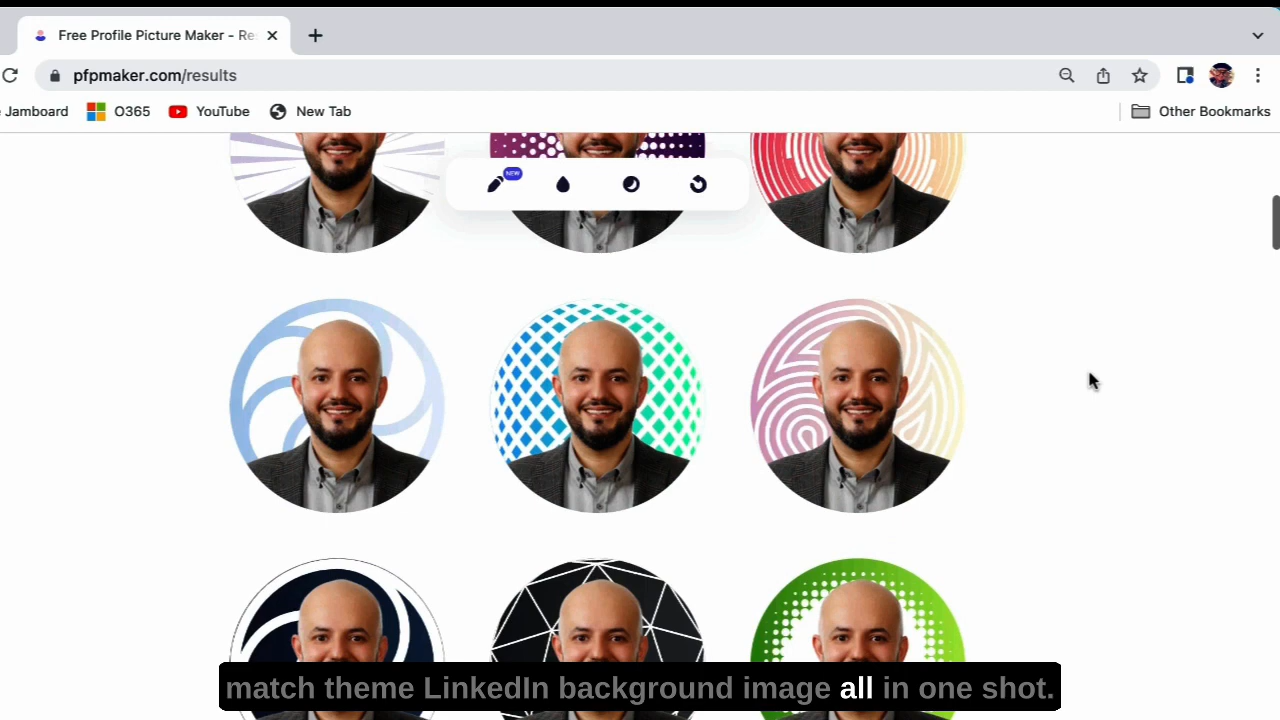 Free Profile Picture Maker - Re
pfpmaker.com/results
Jamboard
O365
YouTube
New Tab
Other Bookmarks
NEW
match theme LinkedIn background image all in one shot.